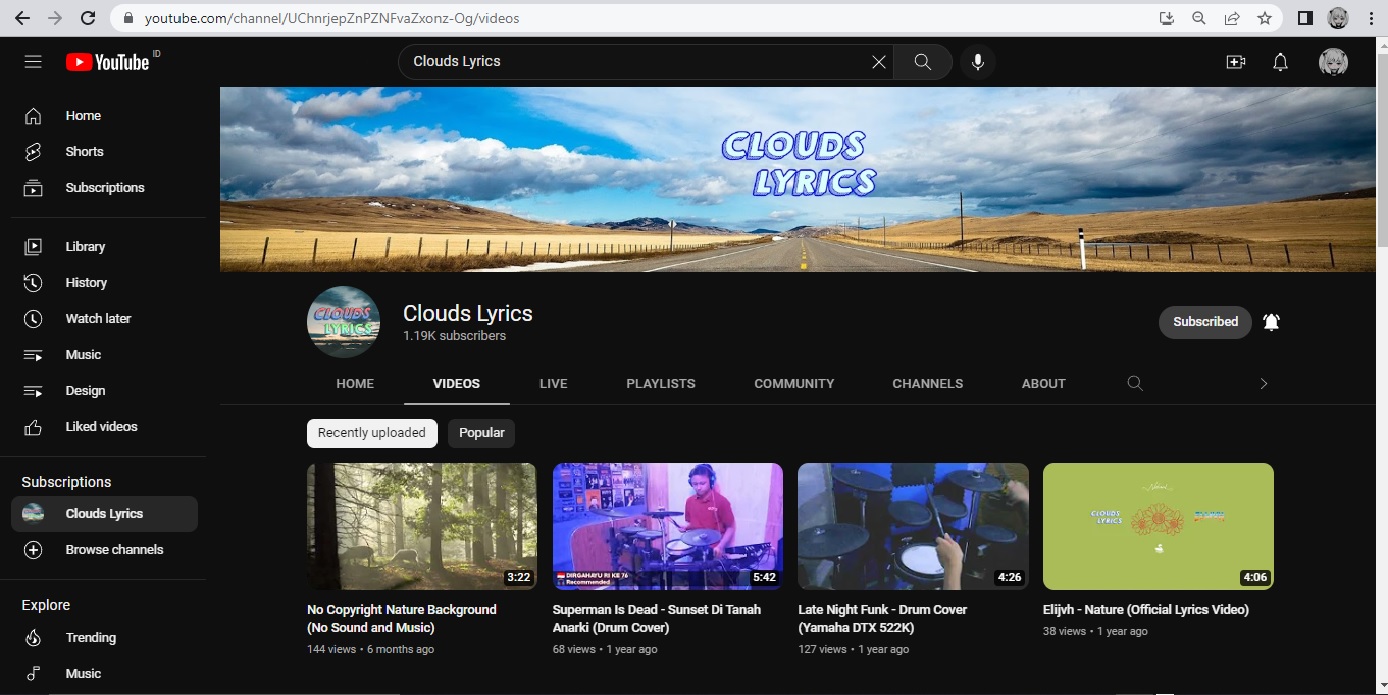 youtube.com/channel/UChnrjepZnPZNFvaZxonz-Og/videos
YouTube ID
Clouds Lyrics
Home
Shorts
Subscriptions
Library
History
Watch later
Music
Design
Liked videos
Subscriptions
Clouds Lyrics
Browse channels
Explore
Trending
Music
CLOUDS
LYRICS
CLOUDS
LYRICS
Clouds Lyrics
1.19K subscribers
Subscribed
HOME VIDEOS LIVE PLAYLISTS COMMUNITY CHANNELS ABOUT
Recently uploaded Popular
3:22
No Copyright Nature Background
(No Sound and Music)
144 views • 6 months ago
DIRGAHAYU RI KE 76
Recommended
5:42
Superman Is Dead - Sunset Di Tanah
Anarki (Drum Cover)
68 views • 1 year ago
4:26
Late Night Funk - Drum Cover
(Yamaha DTX 522K)
127 views • 1 year ago
CLOUDS
LYRICS
4:06
Elijvh - Nature (Official Lyrics Video)
38 views • 1 year ago